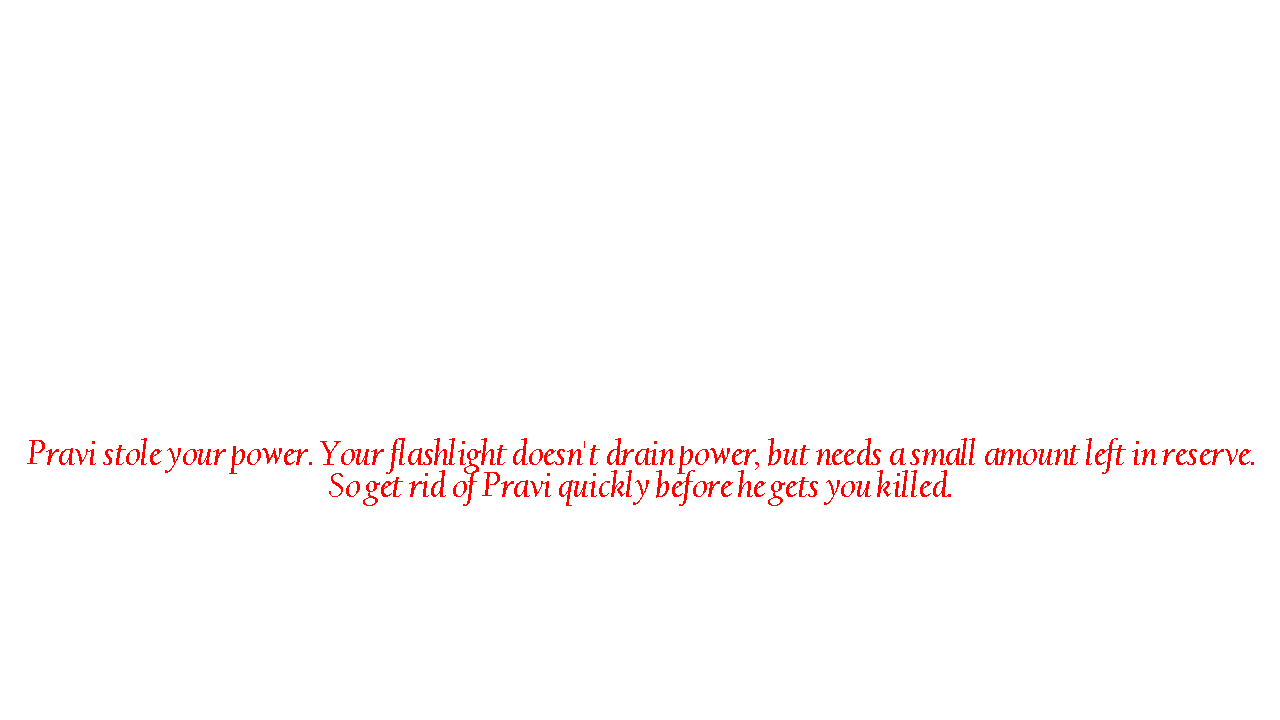 Pravi stole your power. Your flashlight doesn't drain power, but needs a small amount left in reserve.
So get rid of Pravi quickly before he gets you killed.